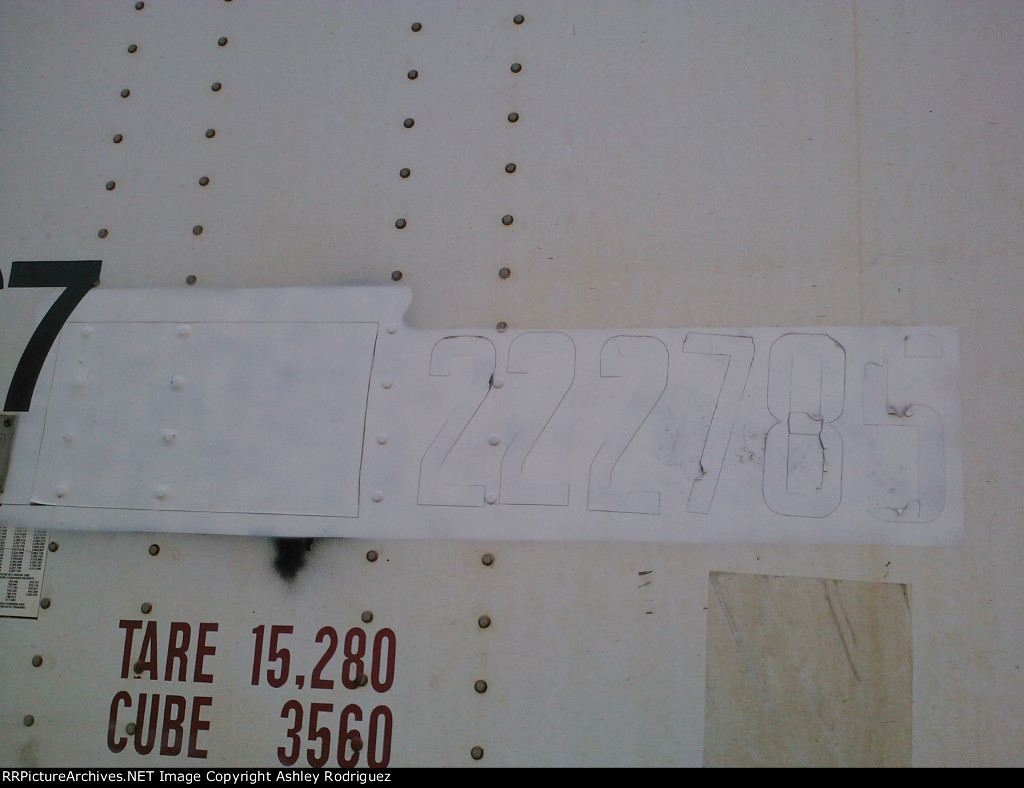 7
222785
TARE 15,280
CUBE 3560
RRPictureArchives.NET Image Copyright Ashley Rodriguez